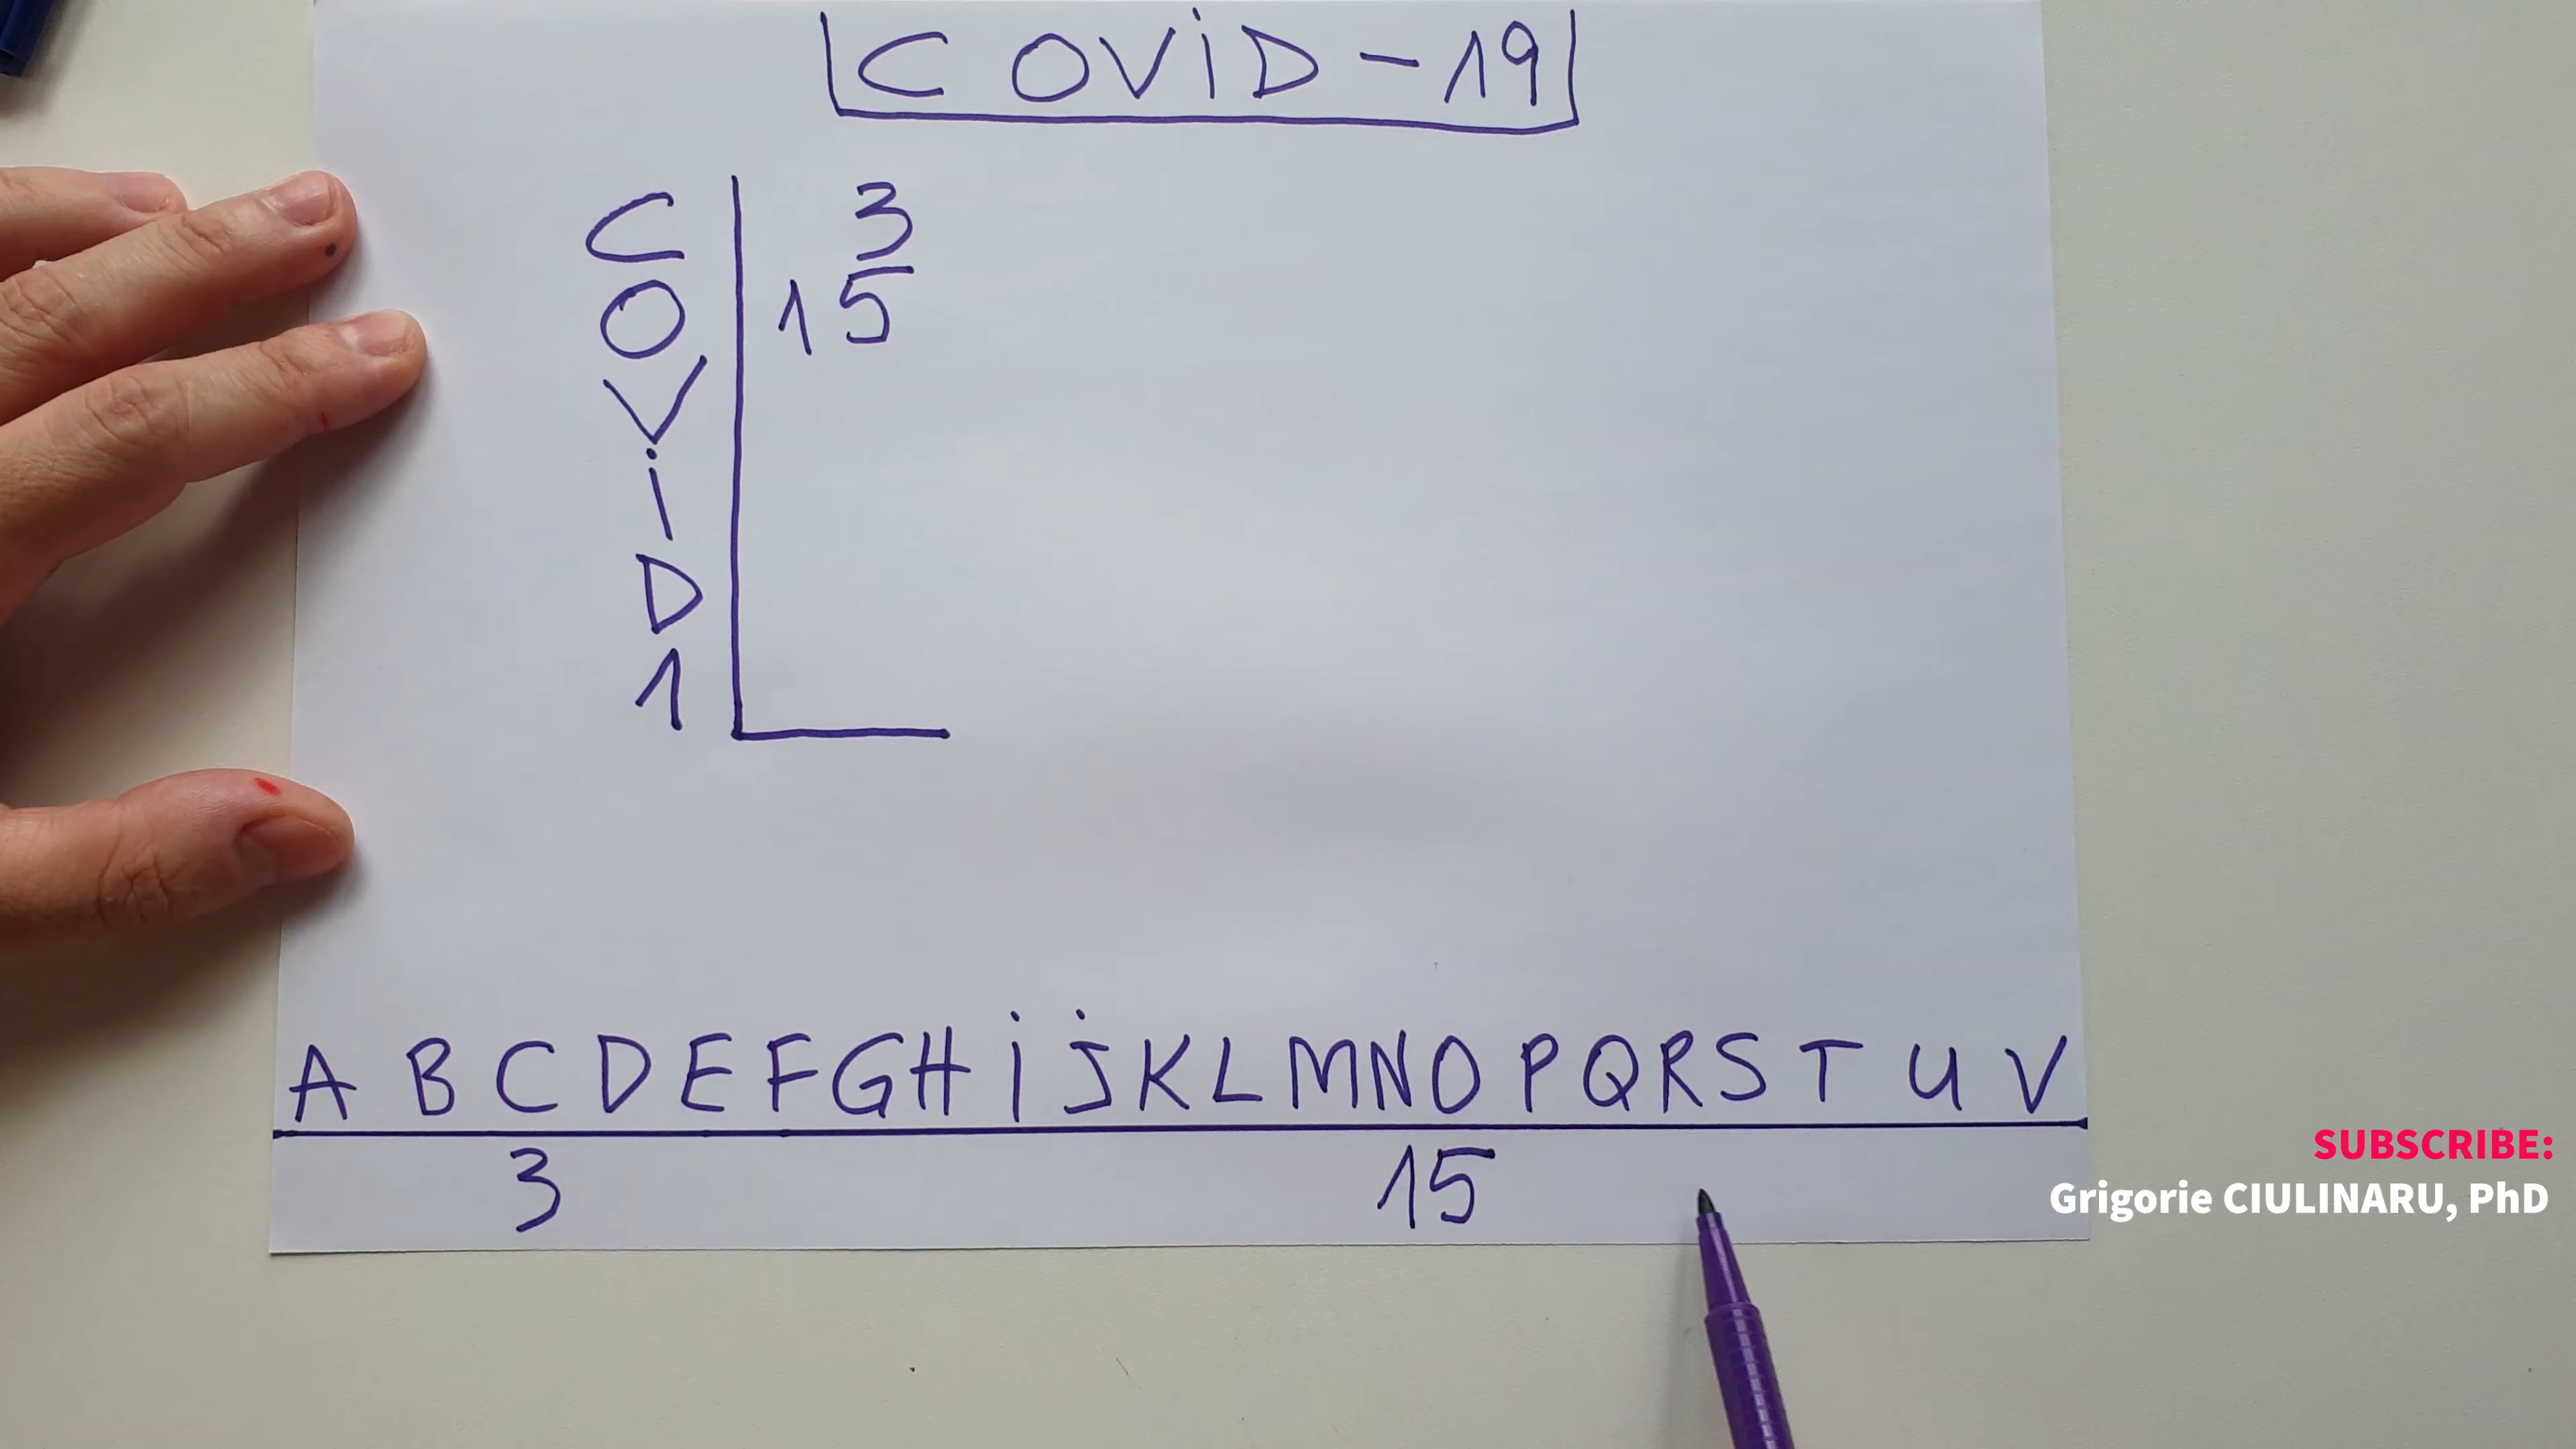 COViD-19
C 3
O 15
V
i
D
1
A B C D E F G H i j K L M N O P Q R S T U V
3 15
SUBSCRIBE:
Grigorie CIULINARU, PhD